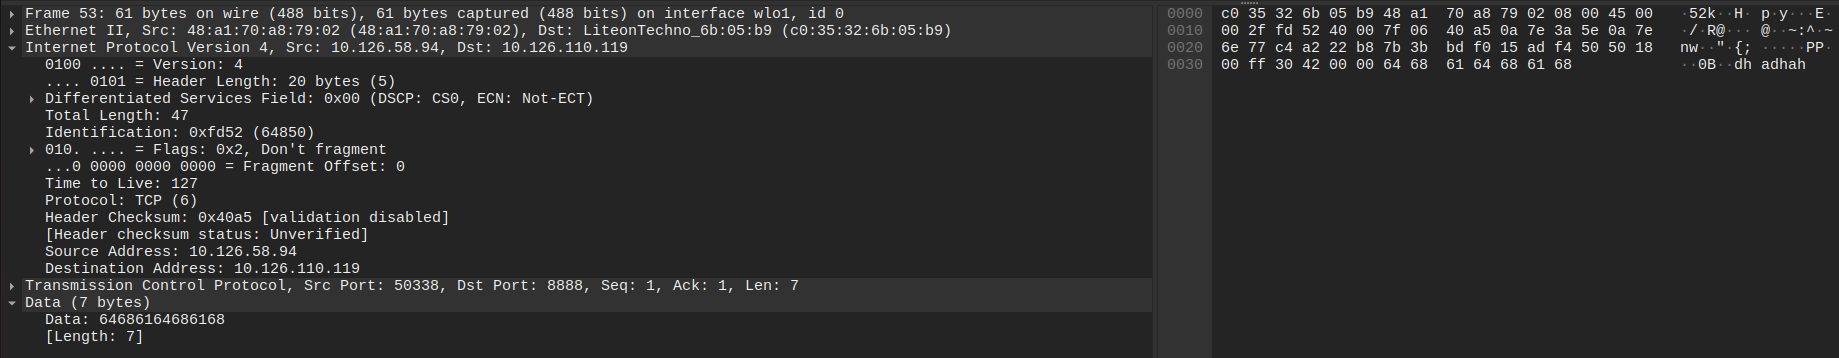 Frame 53: 61 bytes on wire (488 bits), 61 bytes captured (488 bits) on interface wlo1, id 0
Ethernet II, Src: 48:a1:70:a8:79:02 (48:a1:70:a8:79:02), Dst: LiteonTechno_6b:05:b9 (c0:35:32:6b:05:b9)
Internet Protocol Version 4, Src: 10.126.58.94, Dst: 10.126.110.119
0100 .... = Version: 4
.... 0101 = Header Length: 20 bytes (5)
Differentiated Services Field: 0x00 (DSCP: CS0, ECN: Not-ECT)
Total Length: 47
Identification: 0xfd52 (64850)
010. .... = Flags: 0x2, Don't fragment
...0 0000 0000 0000 = Fragment Offset: 0
Time to Live: 127
Protocol: TCP (6)
Header Checksum: 0x40a5 [validation disabled]
[Header checksum status: Unverified]
Source Address: 10.126.58.94
Destination Address: 10.126.110.119
Transmission Control Protocol, Src Port: 50338, Dst Port: 8888, Seq: 1, Ack: 1, Len: 7
Data (7 bytes)
Data: 64686164686168
[Length: 7]
0000 c0 35 32 6b 05 b9 48 a1 70 a8 79 02 08 00 45 00 ·52k··H· p·y···E·
0010 00 2f fd 52 40 00 7f 06 40 a5 0a 7e 3a 5e 0a 7e ·/·R@··· @··~:^·~
0020 6e 77 c4 a2 22 b8 7b 3b bd f0 15 ad f4 50 50 18 nw··"·{; ·····PP·
0030 00 ff 30 42 00 00 64 68 61 64 68 61 68 ··0B··dh adhah